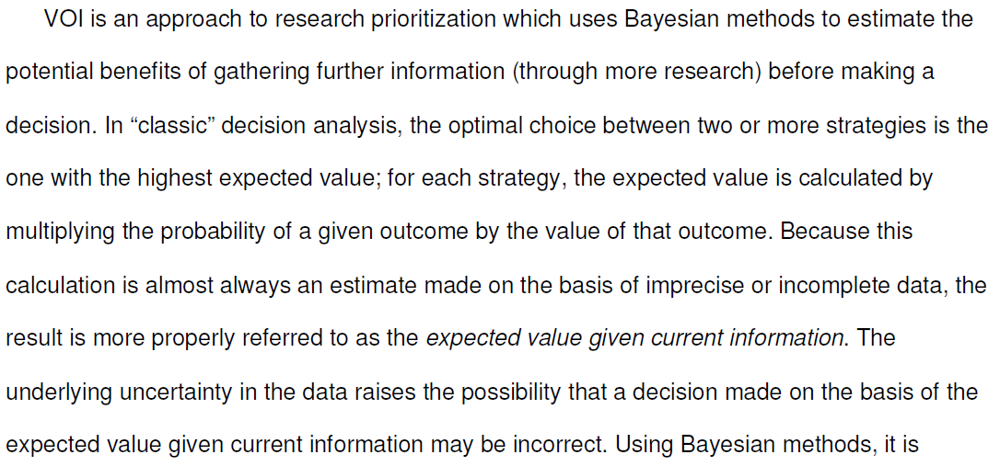 VOI is an approach to research prioritization which uses Bayesian methods to estimate the
potential benefits of gathering further information (through more research) before making a
decision. In “classic” decision analysis, the optimal choice between two or more strategies is the
one with the highest expected value; for each strategy, the expected value is calculated by
multiplying the probability of a given outcome by the value of that outcome. Because this
calculation is almost always an estimate made on the basis of imprecise or incomplete data, the
result is more properly referred to as the expected value given current information. The
underlying uncertainty in the data raises the possibility that a decision made on the basis of the
expected value given current information may be incorrect. Using Bayesian methods, it is